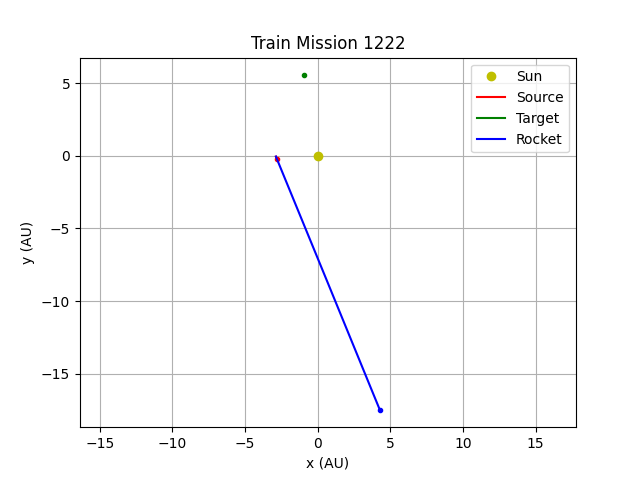 Train Mission 1222
Sun
Source
Target
Rocket
y (AU)
5
0
−5
−10
−15
−15
−10
−5
0
5
10
15
x (AU)